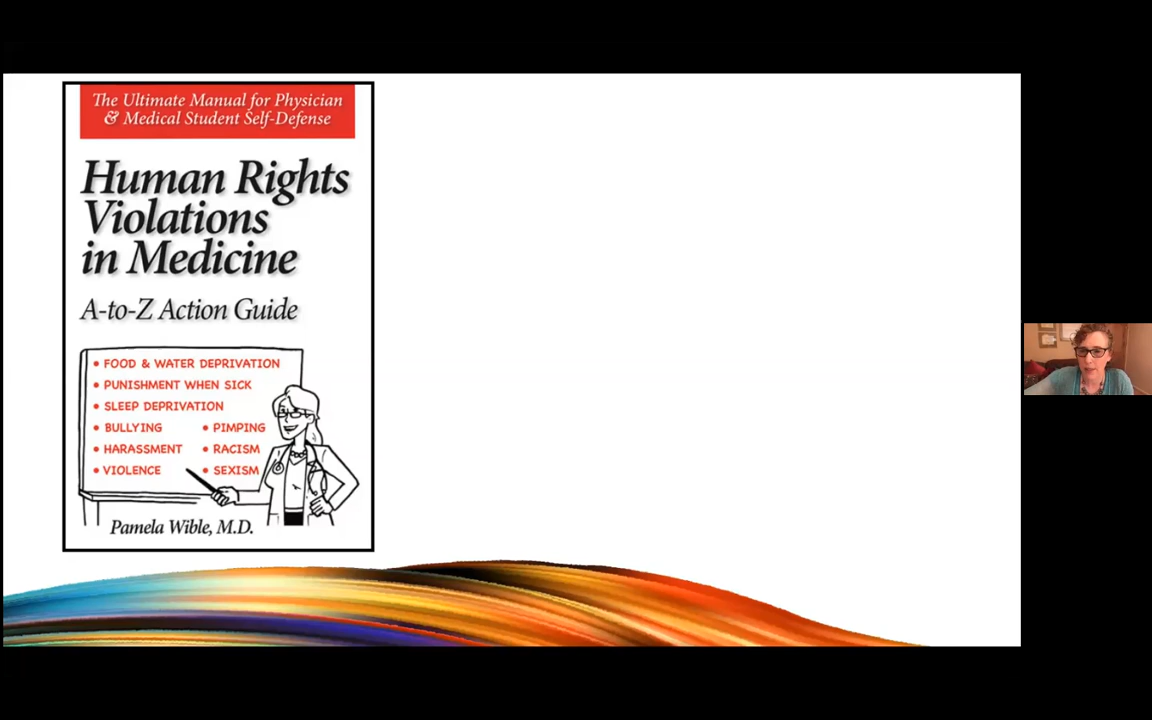 The Ultimate Manual for Physician
& Medical Student Self-Defense
Human Rights
Violations
in Medicine
A-to-Z Action Guide
• FOOD & WATER DEPRIVATION
• PUNISHMENT WHEN SICK
• SLEEP DEPRIVATION
• BULLYING • PIMPING
• HARASSMENT • RACISM
• VIOLENCE • SEXISM
Pamela Wible, M.D.